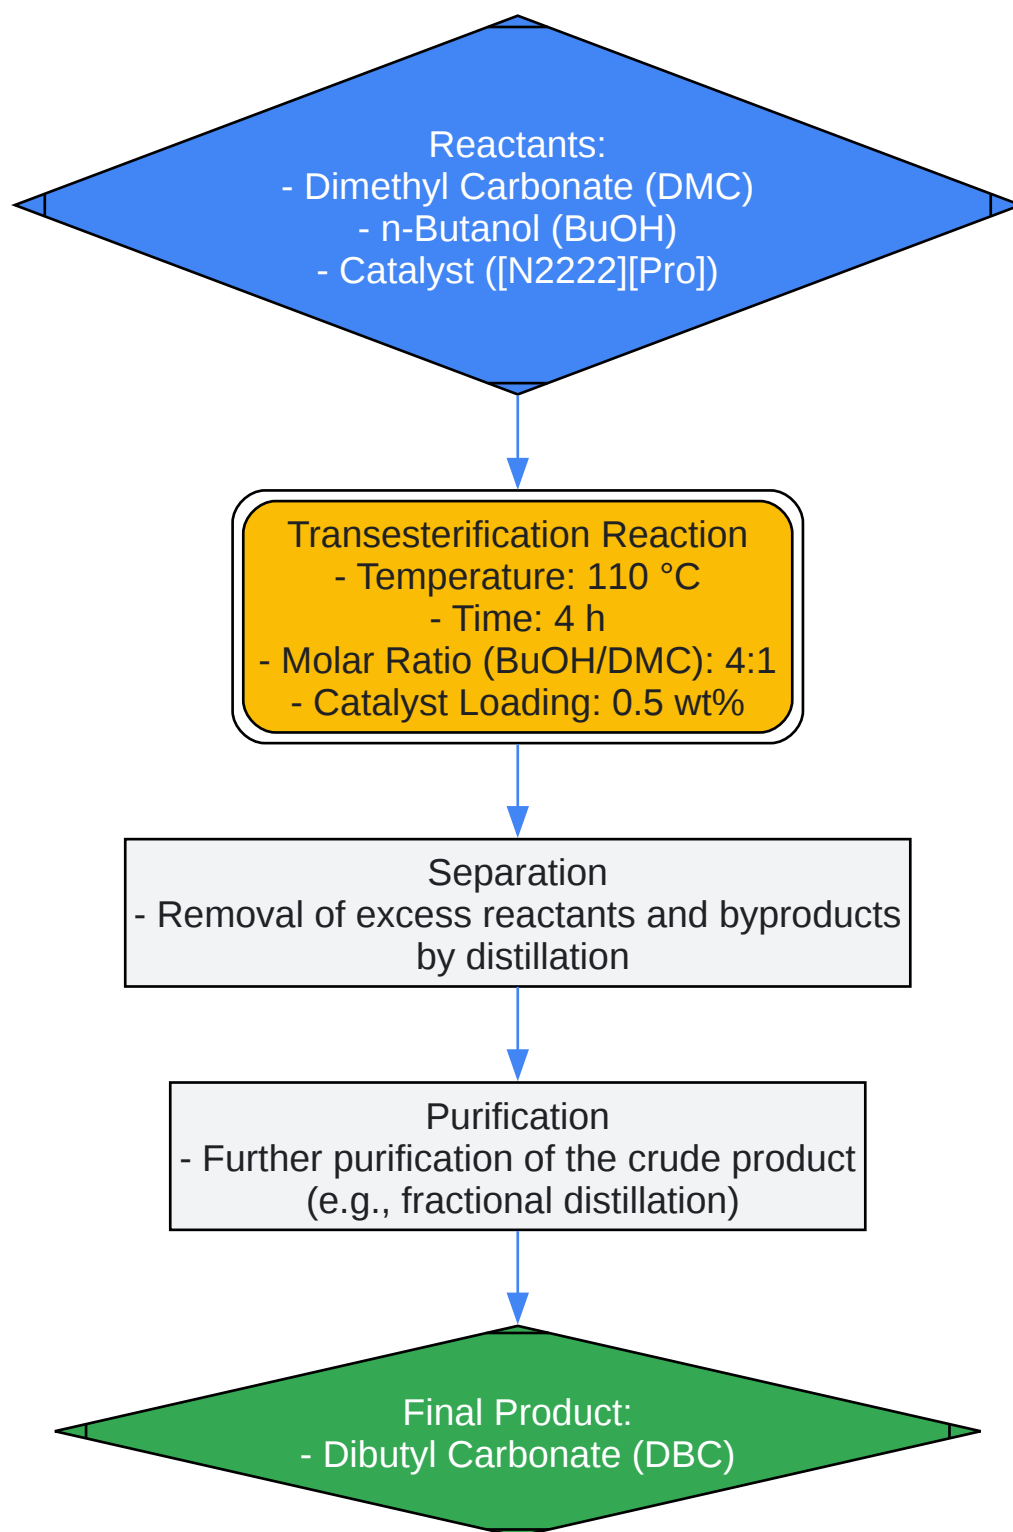 Reactants:
- Dimethyl Carbonate (DMC)
- n-Butanol (BuOH)
- Catalyst ([N2222][Pro])
Transesterification Reaction
- Temperature: 110 °C
- Time: 4 h
- Molar Ratio (BuOH/DMC): 4:1
- Catalyst Loading: 0.5 wt%
Separation
- Removal of excess reactants and byproducts
by distillation
Purification
- Further purification of the crude product
(e.g., fractional distillation)
Final Product:
- Dibutyl Carbonate (DBC)